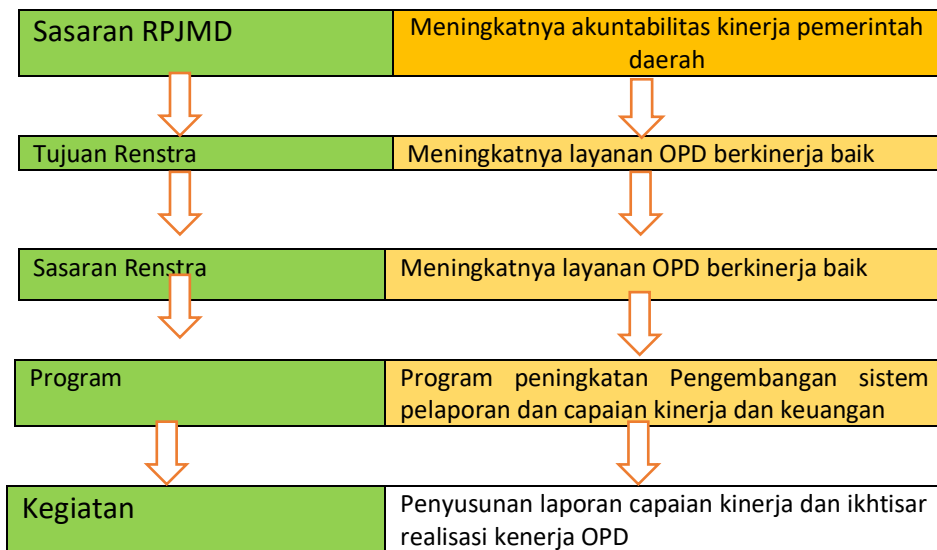 Sasaran RPJMD
Meningkatnya akuntabilitas kinerja pemerintah
daerah
Tujuan Renstra
Meningkatnya layanan OPD berkinerja baik
Sasaran Renstra
Meningkatnya layanan OPD berkinerja baik
Program
Program peningkatan Pengembangan sistem
pelaporan dan capaian kinerja dan keuangan
Kegiatan
Penyusunan laporan capaian kinerja dan ikhtisar
realisasi kenerja OPD